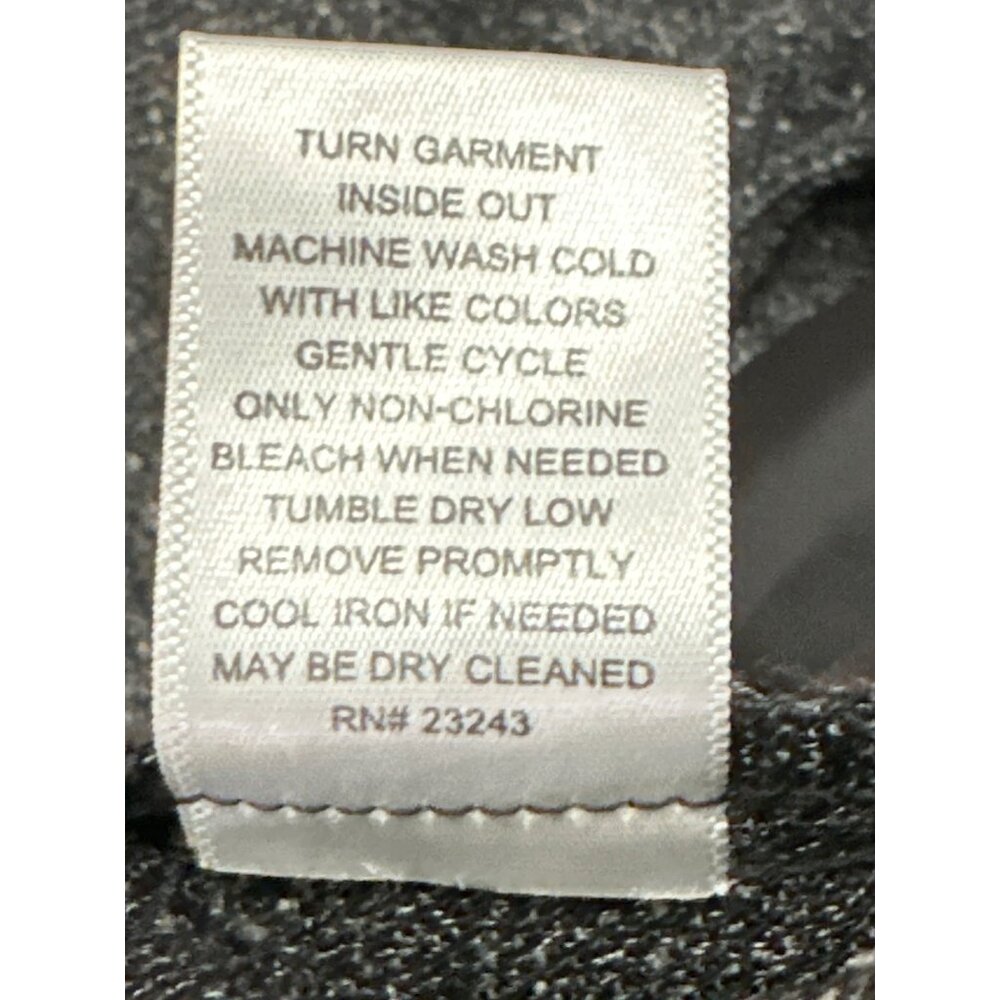 TURN GARMENT
INSIDE OUT
MACHINE WASH COLD
WITH LIKE COLORS
GENTLE CYCLE
ONLY NON-CHLORINE
BLEACH WHEN NEEDED
TUMBLE DRY LOW
REMOVE PROMPTLY
COOL IRON IF NEEDED
MAY BE DRY CLEANED
RN# 23243